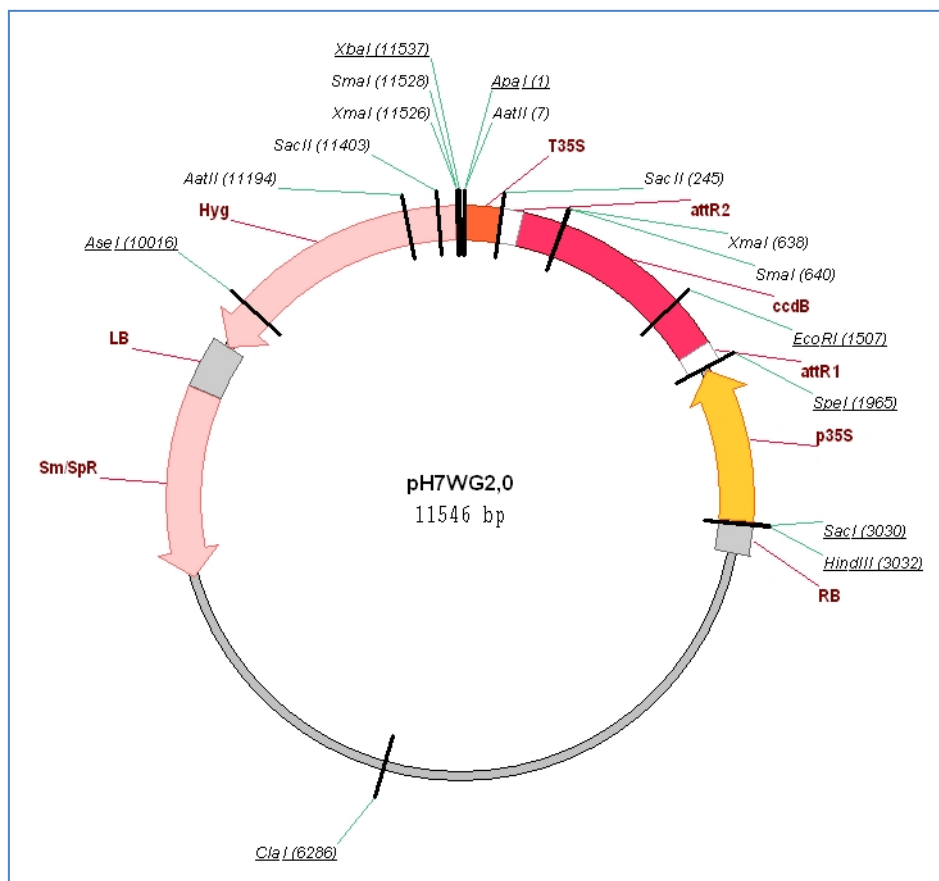 XbaI (11537)
SmaI (11528)
ApaI (1)
XmaI (11526)
AatII (7)
SacII (11403)
T35S
AatII (11194)
SacII (245)
Hyg
attR2
AseI (10016)
XmaI (638)
SmaI (640)
ccdB
LB
EcoRI (1507)
attR1
SpeI (1965)
p35S
Sm/SpR
pH7WG2,0
11546 bp
SacI (3030)
HindIII (3032)
RB
ClaI (6286)